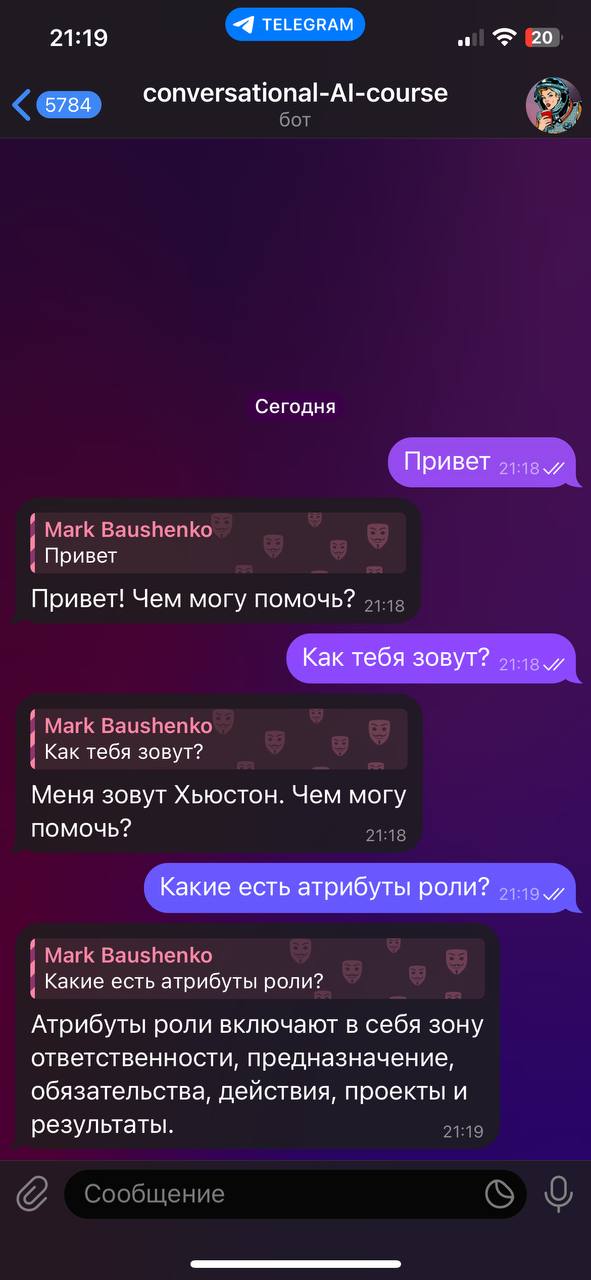 21:19
TELEGRAM
20
5784
conversational-AI-course
бот
Сегодня
Привет 21:18
Mark Baushenko
Привет
Привет! Чем могу помочь? 21:18
Как тебя зовут? 21:18
Mark Baushenko
Как тебя зовут?
Меня зовут Хьюстон. Чем могу
помочь? 21:18
Какие есть атрибуты роли? 21:19
Mark Baushenko
Какие есть атрибуты роли?
Атрибуты роли включают в себя зону
ответственности, предназначение,
обязательства, действия, проекты и
результаты. 21:19
Сообщение